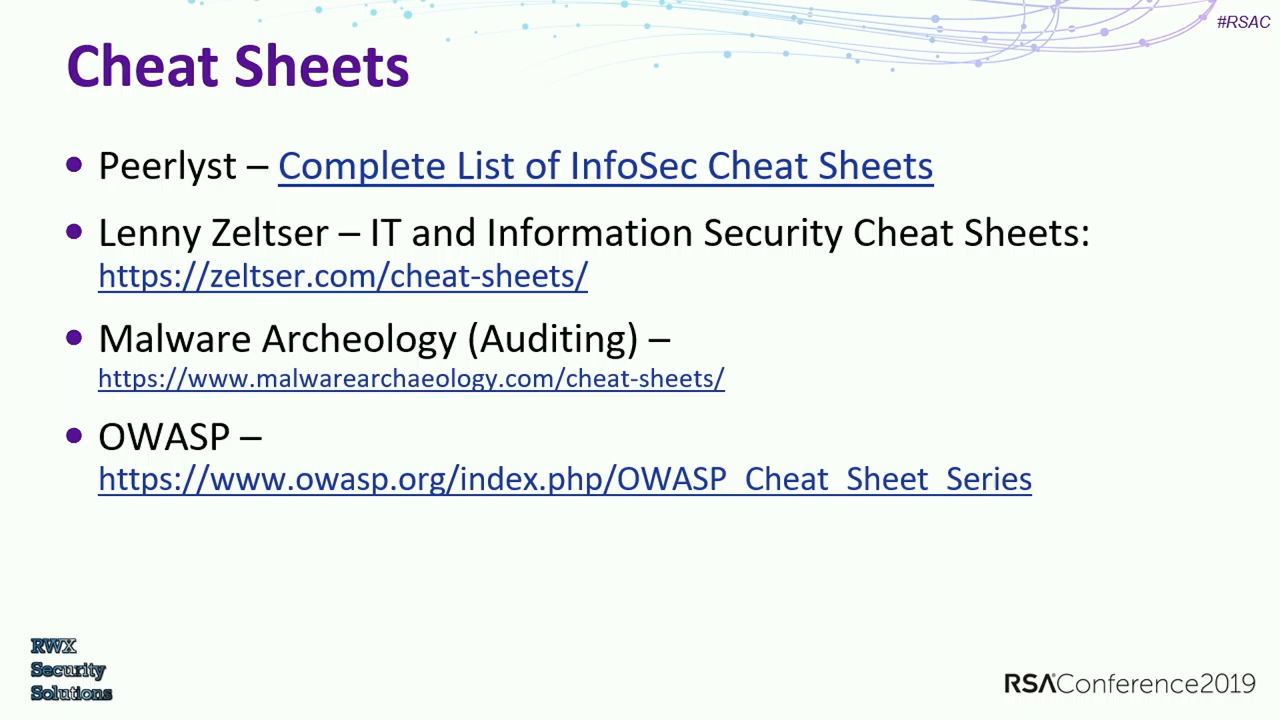 #RSAC
Cheat Sheets
• Peerlyst – Complete List of InfoSec Cheat Sheets
• Lenny Zeltser – IT and Information Security Cheat Sheets:
https://zeltser.com/cheat-sheets/
• Malware Archeology (Auditing) –
https://www.malwarearchaeology.com/cheat-sheets/
• OWASP –
https://www.owasp.org/index.php/OWASP_Cheat_Sheet_Series
RWX
Security
Solutions
RSAConference2019